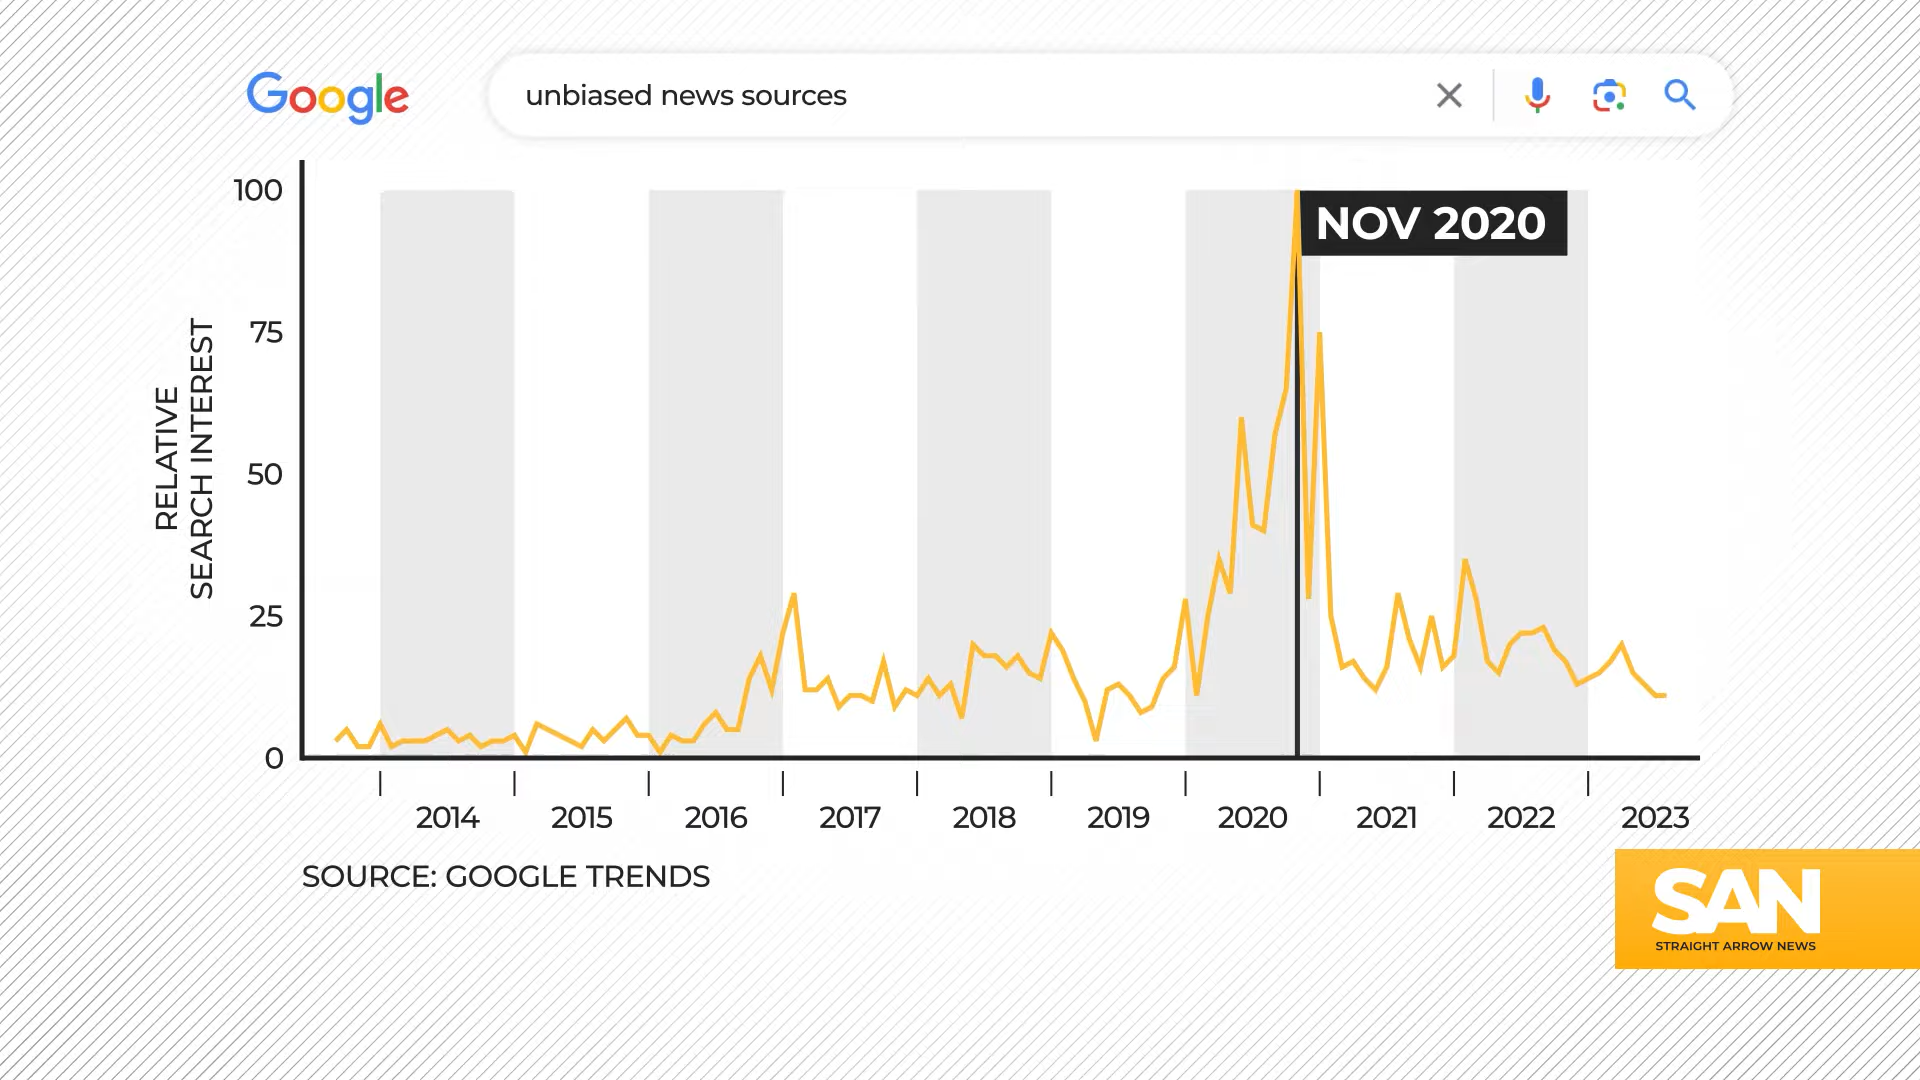 Google
unbiased news sources
100
75
50
25
0
RELATIVE
SEARCH INTEREST
NOV 2020
2014 2015 2016 2017 2018 2019 2020 2021 2022 2023
SOURCE: GOOGLE TRENDS
SAN
STRAIGHT ARROW NEWS